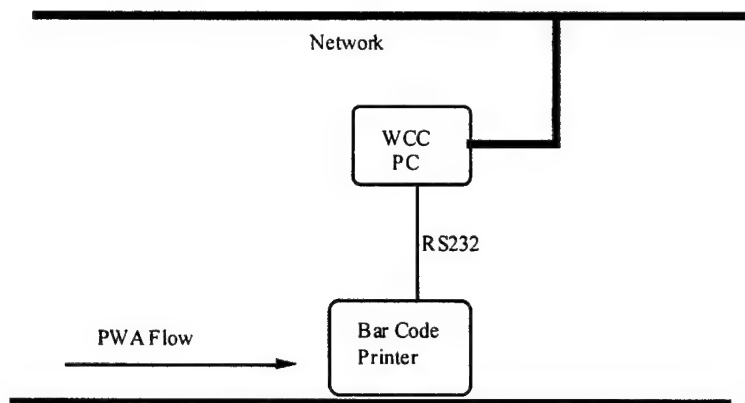 Network
WCC
PC
RS232
PWA Flow
Bar Code
Printer